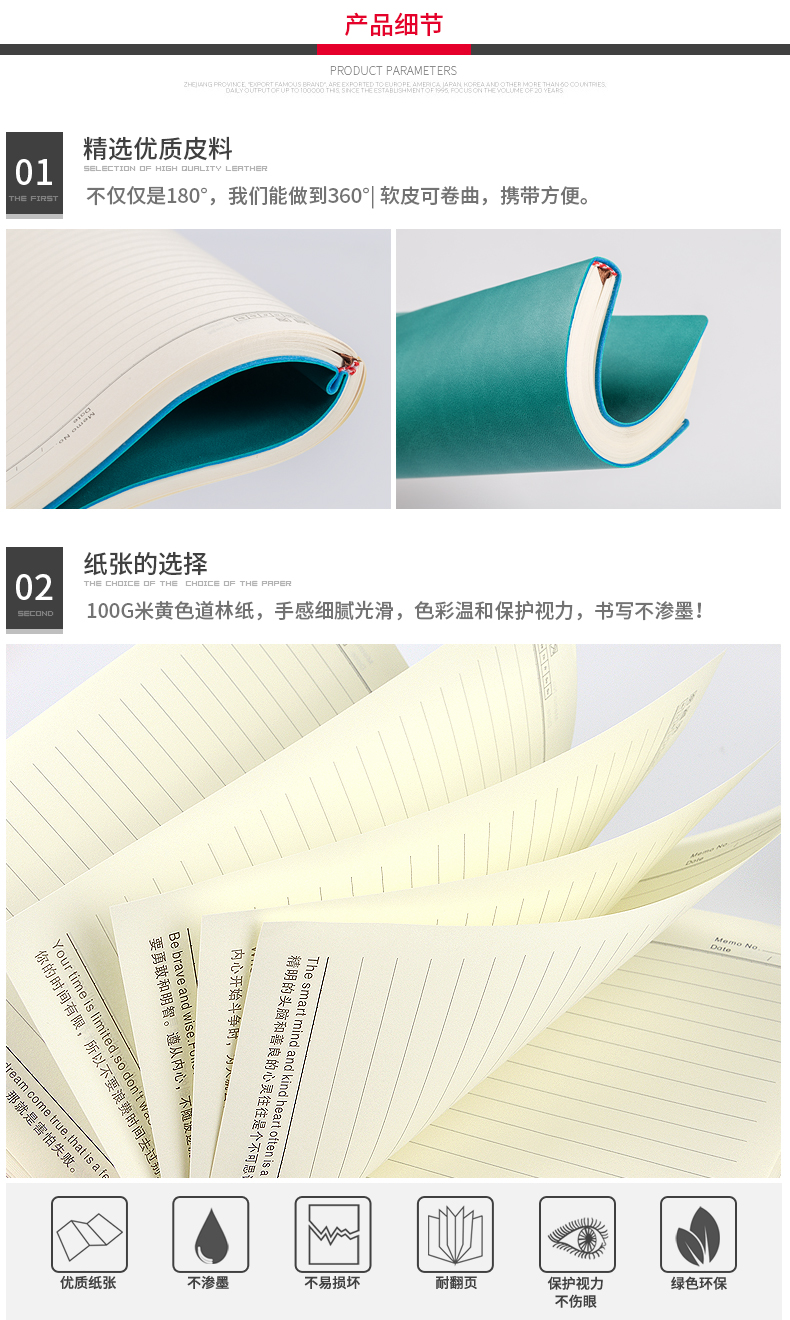 产品细节
PRODUCT PARAMETERS
ZHEJIANG PROVINCE, "EXPORT FAMOUS BRAND". ARE EXPORTED TO EUROPE, AMERICA, JAPAN, KOREA AND OTHER MORE THAN 60 COUNTRIES,
DAILY OUTPUT OF UP TO 100000 THIS, SINCE THE ESTABLISHMENT OF 1995, FOCUS ON THE VOLUME OF 20 YEARS.
01
THE FIRST
精选优质皮料
SELECTION OF HIGH QUALITY LEATHER
不仅仅是180°，我们能做到360°| 软皮可卷曲，携带方便。
Memo No
Date
02
SECOND
纸张的选择
THE CHOICE OF THE CHOICE OF THE PAPER
100G米黄色道林纸，手感细腻光滑，色彩温和保护视力，书写不渗墨！
Memo No.
Date
Memo No.
Date
The smart mind and kind heart often is a
精明的头脑和善良的心灵往往是个不可思
内心开始斗争时，
Be brave and wise.
要勇敢和明智。遵从内心，不
Your time is limited, so don't
你的时间有限，所以不要浪费时间去过
dream come true, that is a
那就是害怕失败。
优质纸张
不渗墨
不易损坏
耐翻页
保护视力
不伤眼
绿色环保